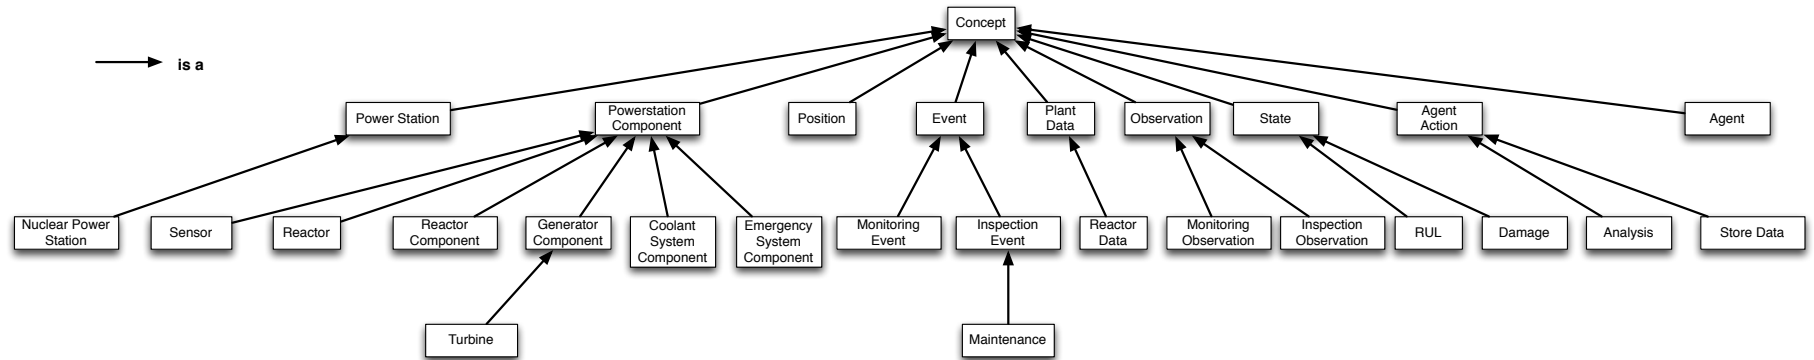 Concept
is a
Power Station
Powerstation
Component
Position
Event
Plant
Data
Observation
State
Agent
Action
Agent
Nuclear Power
Station
Sensor
Reactor
Reactor
Component
Generator
Component
Coolant
System
Component
Emergency
System
Component
Monitoring
Event
Inspection
Event
Reactor
Data
Monitoring
Observation
Inspection
Observation
RUL
Damage
Analysis
Store Data
Turbine
Maintenance